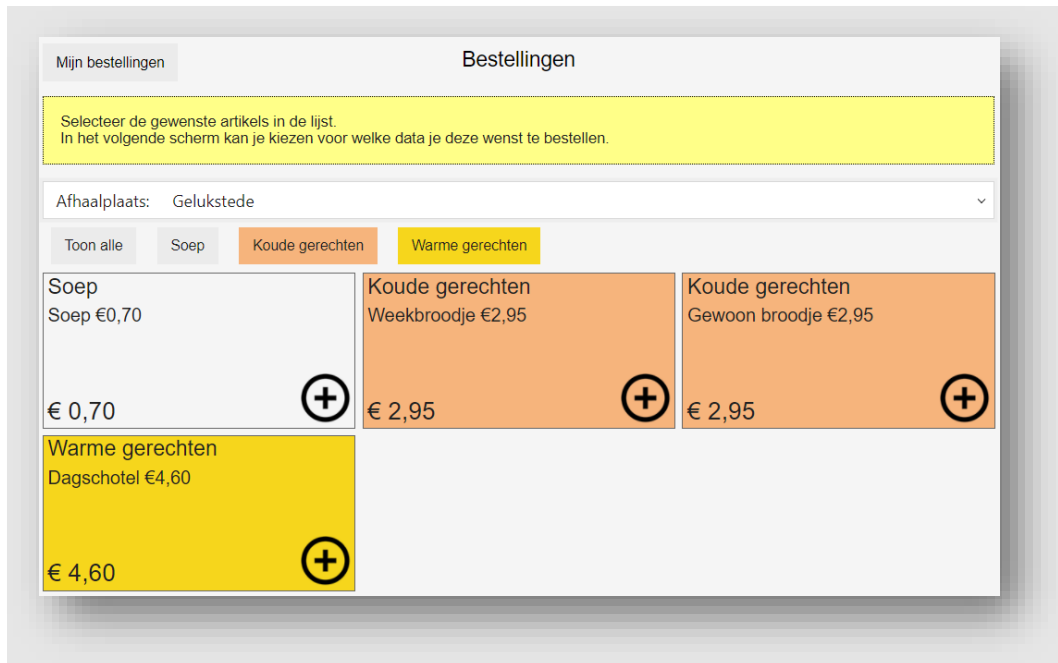 Mijn bestellingen
Bestellingen
Selecteer de gewenste artikels in de lijst.
In het volgende scherm kan je kiezen voor welke data je deze wenst te bestellen.
Afhaalplaats: Gelukstede
Toon alle
Soep
Koude gerechten
Warme gerechten
Soep
Soep €0,70
€ 0,70
Koude gerechten
Weekbroodje €2,95
€ 2,95
Koude gerechten
Gewoon broodje €2,95
€ 2,95
Warme gerechten
Dagschotel €4,60
€ 4,60